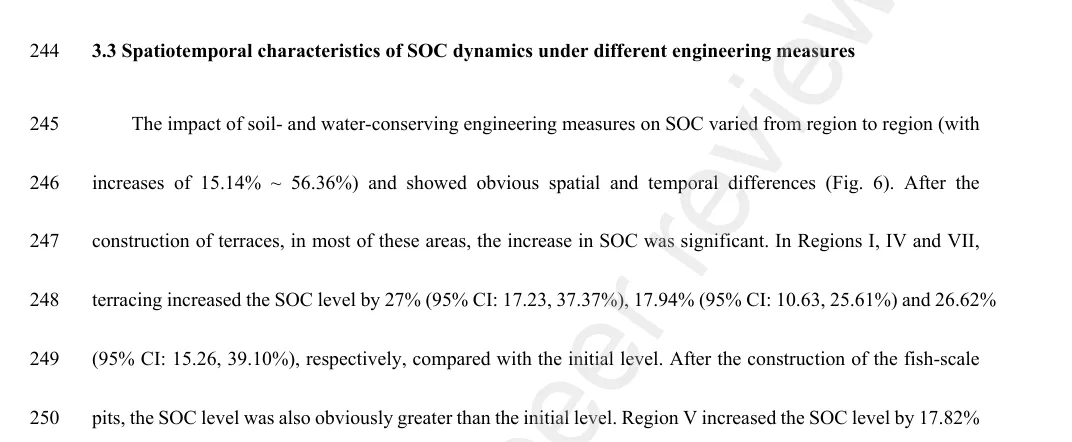 244 3.3 Spatiotemporal characteristics of SOC dynamics under different engineering measures
245 The impact of soil- and water-conserving engineering measures on SOC varied from region to region (with
246 increases of 15.14% ~ 56.36%) and showed obvious spatial and temporal differences (Fig. 6). After the
247 construction of terraces, in most of these areas, the increase in SOC was significant. In Regions I, IV and VII,
248 terracing increased the SOC level by 27% (95% CI: 17.23, 37.37%), 17.94% (95% CI: 10.63, 25.61%) and 26.62%
249 (95% CI: 15.26, 39.10%), respectively, compared with the initial level. After the construction of the fish-scale
250 pits, the SOC level was also obviously greater than the initial level. Region V increased the SOC level by 17.82%
eer review